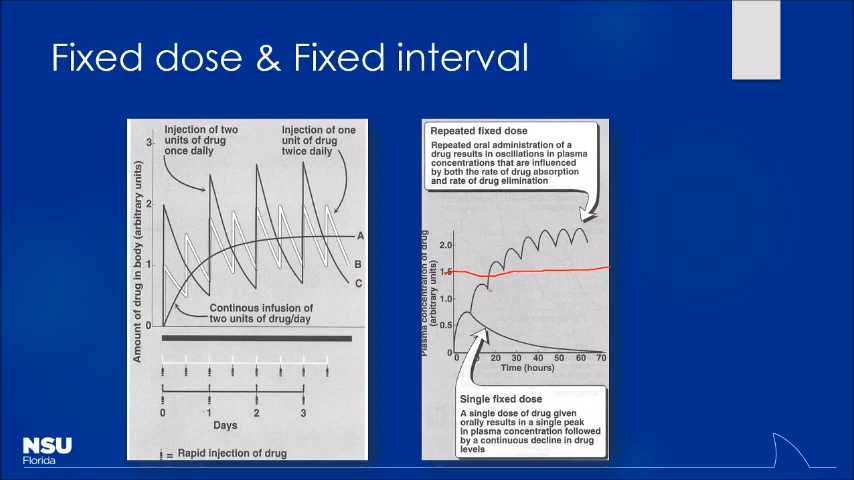 Fixed dose & Fixed interval
Injection of two
units of drug
once daily
Injection of one
unit of drug
twice daily
Amount of drug in body (arbitrary units)
3
2
1
0
A
B
C
Continous infusion of
two units of drug/day
0 1 2 3
Days
= Rapid injection of drug
Repeated fixed dose
Repeated oral administration of a
drug results in oscillations in plasma
concentrations that are influenced
by both the rate of drug absorption
and rate of drug elimination
Plasma concentration of drug
(arbitrary units)
2.0
1.5
1.0
0.5
0
0 10 20 30 40 50 60 70
Time (hours)
Single fixed dose
A single dose of drug given
orally results in a single peak
in plasma concentration followed
by a continuous decline in drug
levels
NSU
Florida